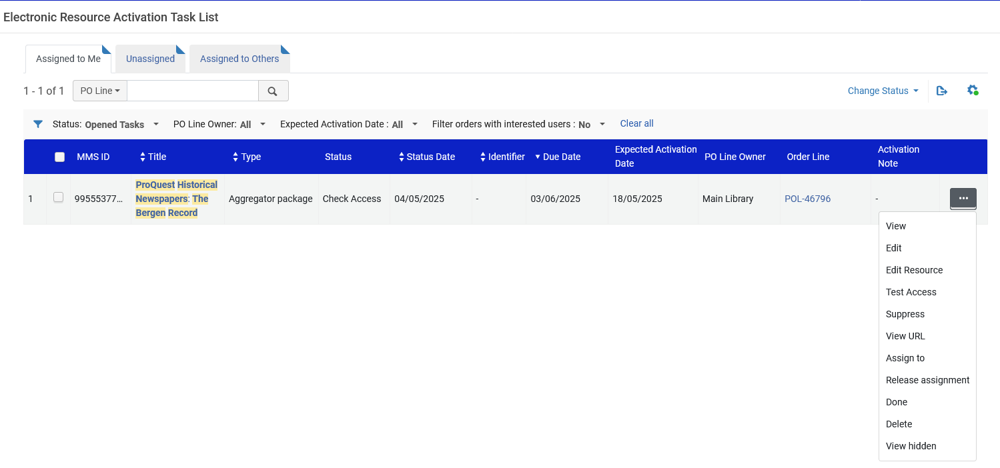 Electronic Resource Activation Task List
Assigned to Me Unassigned Assigned to Others
1 - 1 of 1 PO Line Change Status
Status: Opened Tasks PO Line Owner: All Expected Activation Date : All Filter orders with interested users : No Clear all
MMS ID Title Type Status Status Date Identifier Due Date Expected Activation Date PO Line Owner Order Line Activation Note
1 99555377... ProQuest Historical Newspapers: The Bergen Record Aggregator package Check Access 04/05/2025 - 03/06/2025 18/05/2025 Main Library POL-46796 -
View
Edit
Edit Resource
Test Access
Suppress
View URL
Assign to
Release assignment
Done
Delete
View hidden